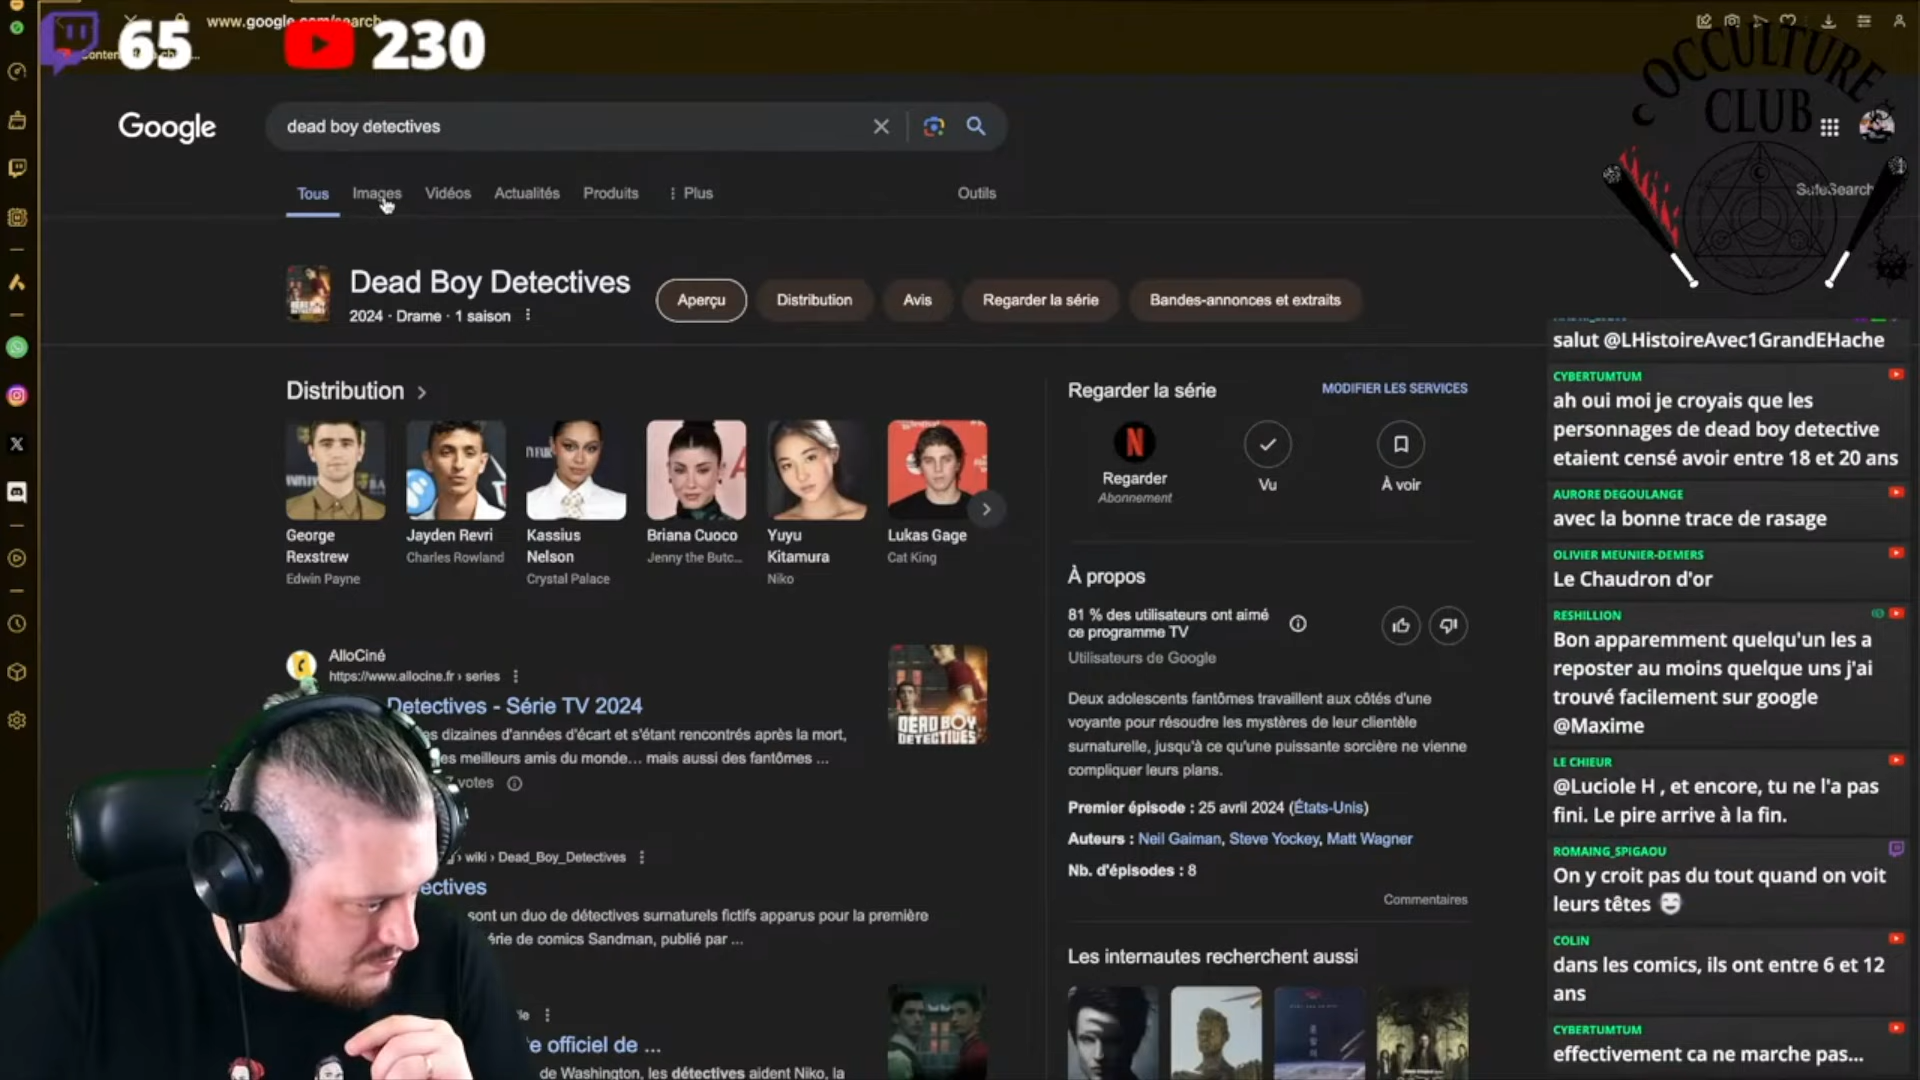 www.google.com/search
65
230
OCCULTURE
CLUB
Google
dead boy detectives
Tous
Images
Vidéos
Actualités
Produits
Plus
Outils
SafeSearch
Dead Boy Detectives
2024 · Drame · 1 saison
Aperçu
Distribution
Avis
Regarder la série
Bandes-annonces et extraits
Distribution
George
Rexstrew
Edwin Payne
Jayden Revri
Charles Rowland
Kassius
Nelson
Crystal Palace
Briana Cuoco
Jenny the Butc...
Yuyu
Kitamura
Niko
Lukas Gage
Cat King
AlloCiné
https://www.allocine.fr › series
Detectives - Série TV 2024
dizaines d'années d'écart et s'étant rencontrés après la mort,
meilleurs amis du monde... mais aussi des fantômes ...
votes
DEAD BOY
DETECTIVES
› wiki › Dead_Boy_Detectives
ectives
sont un duo de détectives surnaturels fictifs apparus pour la première
érie de comics Sandman, publié par ...
e officiel de ...
de Washington, les détectives aident Niko, la
Regarder la série
MODIFIER LES SERVICES
Regarder
Abonnement
Vu
À voir
À propos
81 % des utilisateurs ont aimé
ce programme TV
Utilisateurs de Google
Deux adolescents fantômes travaillent aux côtés d'une
voyante pour résoudre les mystères de leur clientèle
surnaturelle, jusqu'à ce qu'une puissante sorcière ne vienne
compliquer leurs plans.
Premier épisode : 25 avril 2024 (États-Unis)
Auteurs : Neil Gaiman, Steve Yockey, Matt Wagner
Nb. d'épisodes : 8
Commentaires
Les internautes recherchent aussi
salut @LHistoireAvec1GrandEHache
CYBERTUMTUM
ah oui moi je croyais que les
personnages de dead boy detective
etaient censé avoir entre 18 et 20 ans
AURORE DEGOULANGE
avec la bonne trace de rasage
OLIVIER MEUNIER-DEMERS
Le Chaudron d'or
RESHILLION
Bon apparemment quelqu'un les a
reposter au moins quelque uns j'ai
trouvé facilement sur google
@Maxime
LE CHIEUR
@Luciole H , et encore, tu ne l'a pas
fini. Le pire arrive à la fin.
ROMAING_SPIGAOU
On y croit pas du tout quand on voit
leurs têtes
COLIN
dans les comics, ils ont entre 6 et 12
ans
CYBERTUMTUM
effectivement ca ne marche pas...